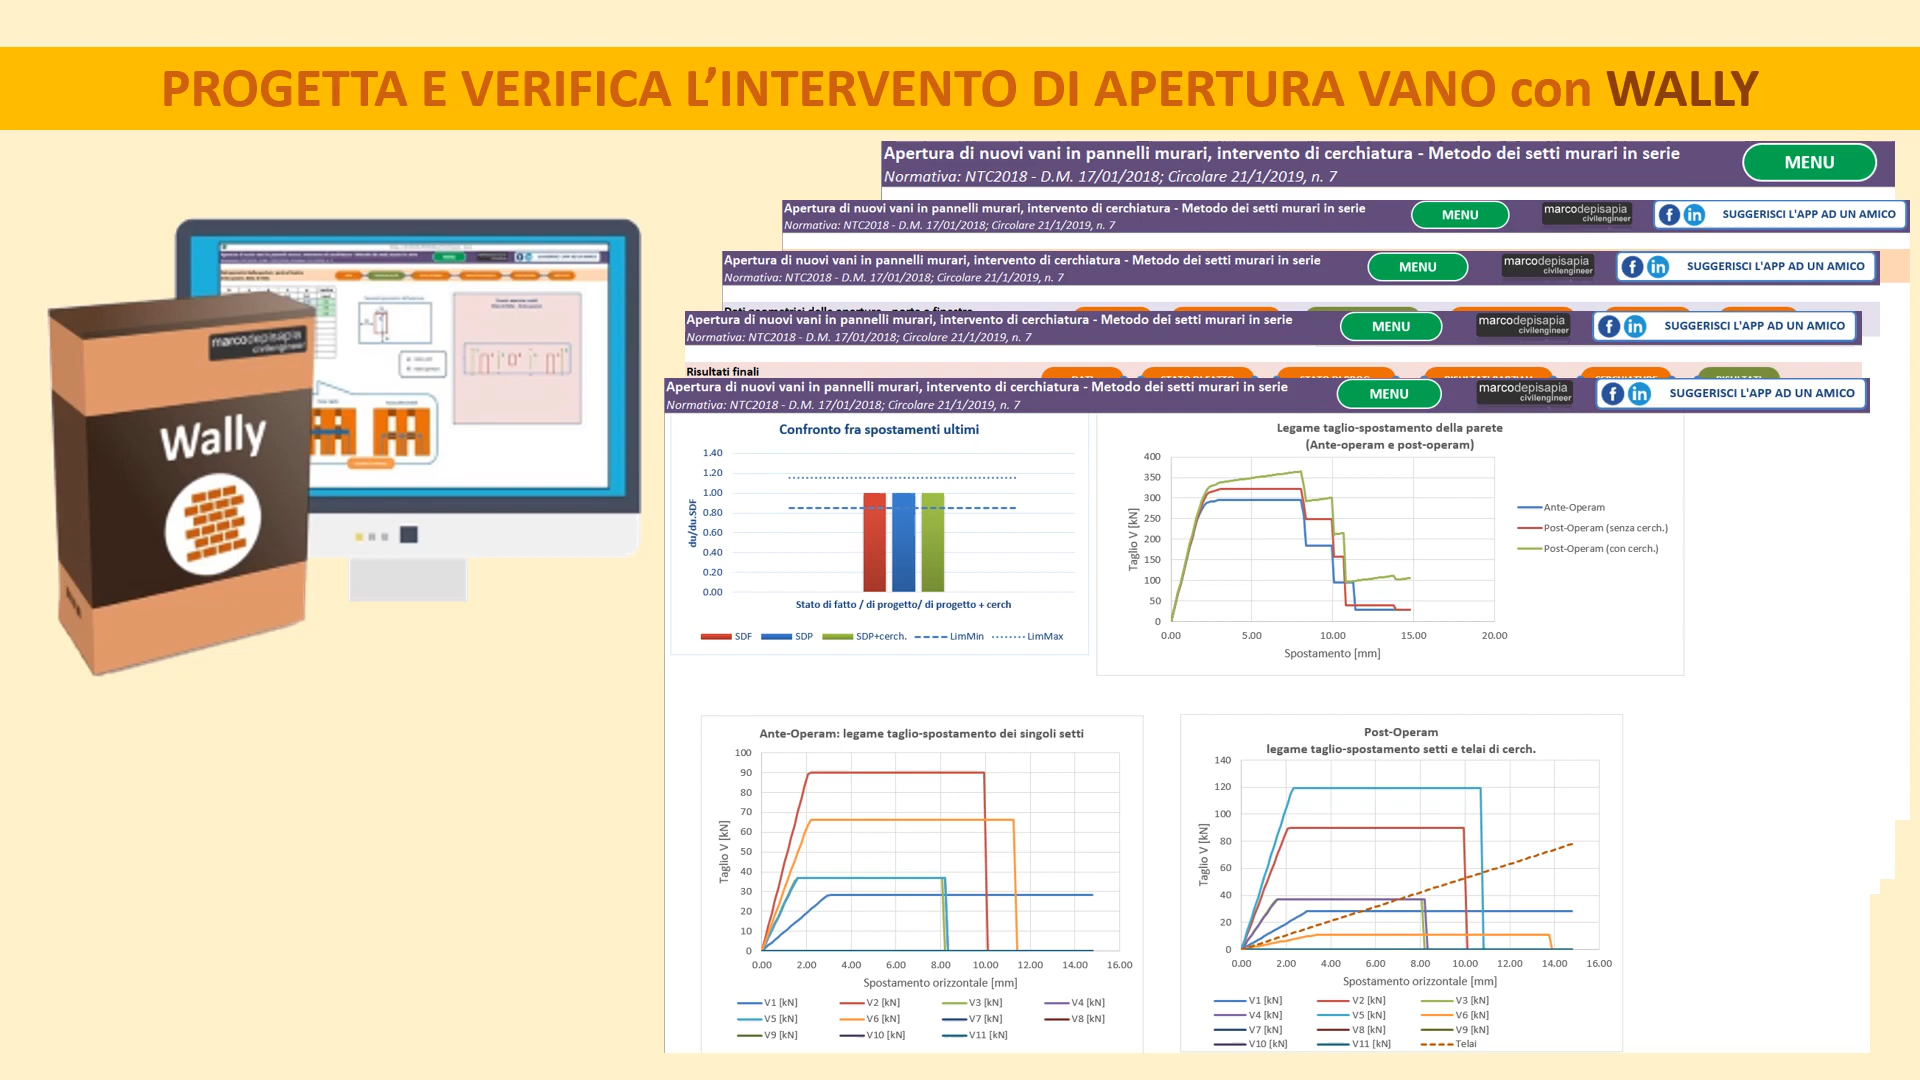 PROGETTA E VERIFICA L'INTERVENTO DI APERTURA VANO con WALLY
Apertura di nuovi vani in pannelli murari, intervento di cerchiatura - Metodo dei setti murari in serie
Normativa: NTC2018 - D.M. 17/01/2018; Circolare 21/1/2019, n. 7
MENU
Apertura di nuovi vani in pannelli murari, intervento di cerchiatura - Metodo dei setti murari in serie
Normativa: NTC2018 - D.M. 17/01/2018; Circolare 21/1/2019, n. 7
MENU
marcodepisapia
civilengineer
SUGGERISCI L'APP AD UN AMICO
Apertura di nuovi vani in pannelli murari, intervento di cerchiatura - Metodo dei setti murari in serie
Normativa: NTC2018 - D.M. 17/01/2018; Circolare 21/1/2019, n. 7
MENU
marcodepisapia
civilengineer
SUGGERISCI L'APP AD UN AMICO
Apertura di nuovi vani in pannelli murari, intervento di cerchiatura - Metodo dei setti murari in serie
Normativa: NTC2018 - D.M. 17/01/2018; Circolare 21/1/2019, n. 7
MENU
marcodepisapia
civilengineer
SUGGERISCI L'APP AD UN AMICO
Risultati finali
Apertura di nuovi vani in pannelli murari, intervento di cerchiatura - Metodo dei setti murari in serie
Normativa: NTC2018 - D.M. 17/01/2018; Circolare 21/1/2019, n. 7
MENU
marcodepisapia
civilengineer
SUGGERISCI L'APP AD UN AMICO
marcodepisapia
civilengineer
Wally
Confronto fra spostamenti ultimi
du/du.SDF
1.40
1.20
1.00
0.80
0.60
0.40
0.20
0.00
Stato di fatto / di progetto/ di progetto + cerch
SDF SDP SDP+cerch. LimMin LimMax
Legame taglio-spostamento della parete
(Ante-operam e post-operam)
Taglio V [kN]
400
350
300
250
200
150
100
50
0
0.00 5.00 10.00 15.00 20.00
Spostamento [mm]
Ante-Operam
Post-Operam (senza cerch.)
Post-Operam (con cerch.)
Ante-Operam: legame taglio-spostamento dei singoli setti
Taglio V [kN]
100
90
80
70
60
50
40
30
20
10
0
0.00 2.00 4.00 6.00 8.00 10.00 12.00 14.00 16.00
Spostamento orizzontale [mm]
V1 [kN] V2 [kN] V3 [kN] V4 [kN]
V5 [kN] V6 [kN] V7 [kN] V8 [kN]
V9 [kN] V10 [kN] V11 [kN]
Post-Operam
legame taglio-spostamento setti e telai di cerch.
Taglio V [kN]
140
120
100
80
60
40
20
0
0.00 2.00 4.00 6.00 8.00 10.00 12.00 14.00 16.00
Spostamento orizzontale [mm]
V1 [kN] V2 [kN] V3 [kN]
V4 [kN] V5 [kN] V6 [kN]
V7 [kN] V8 [kN] V9 [kN]
V10 [kN] V11 [kN] Telai